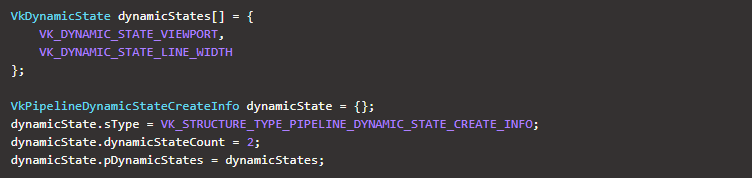 VkDynamicState dynamicStates[] = {
    VK_DYNAMIC_STATE_VIEWPORT,
    VK_DYNAMIC_STATE_LINE_WIDTH
};

VkPipelineDynamicStateCreateInfo dynamicState = {};
dynamicState.sType = VK_STRUCTURE_TYPE_PIPELINE_DYNAMIC_STATE_CREATE_INFO;
dynamicState.dynamicStateCount = 2;
dynamicState.pDynamicStates = dynamicStates;